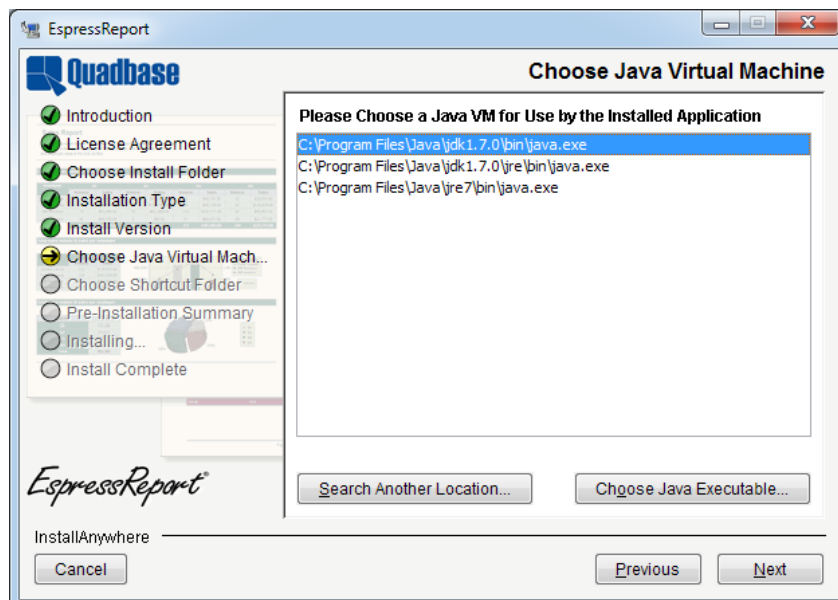 EspressReport
Quadbase
Choose Java Virtual Machine
Introduction
License Agreement
Choose Install Folder
Installation Type
Install Version
Choose Java Virtual Mach...
Choose Shortcut Folder
Pre-Installation Summary
Installing...
Install Complete
Please Choose a Java VM for Use by the Installed Application
C:\Program Files\Java\jdk1.7.0\bin\java.exe
C:\Program Files\Java\jdk1.7.0\jre\bin\java.exe
C:\Program Files\Java\jre7\bin\java.exe
EspressReport
Search Another Location...
Choose Java Executable...
InstallAnywhere
Cancel
Previous
Next